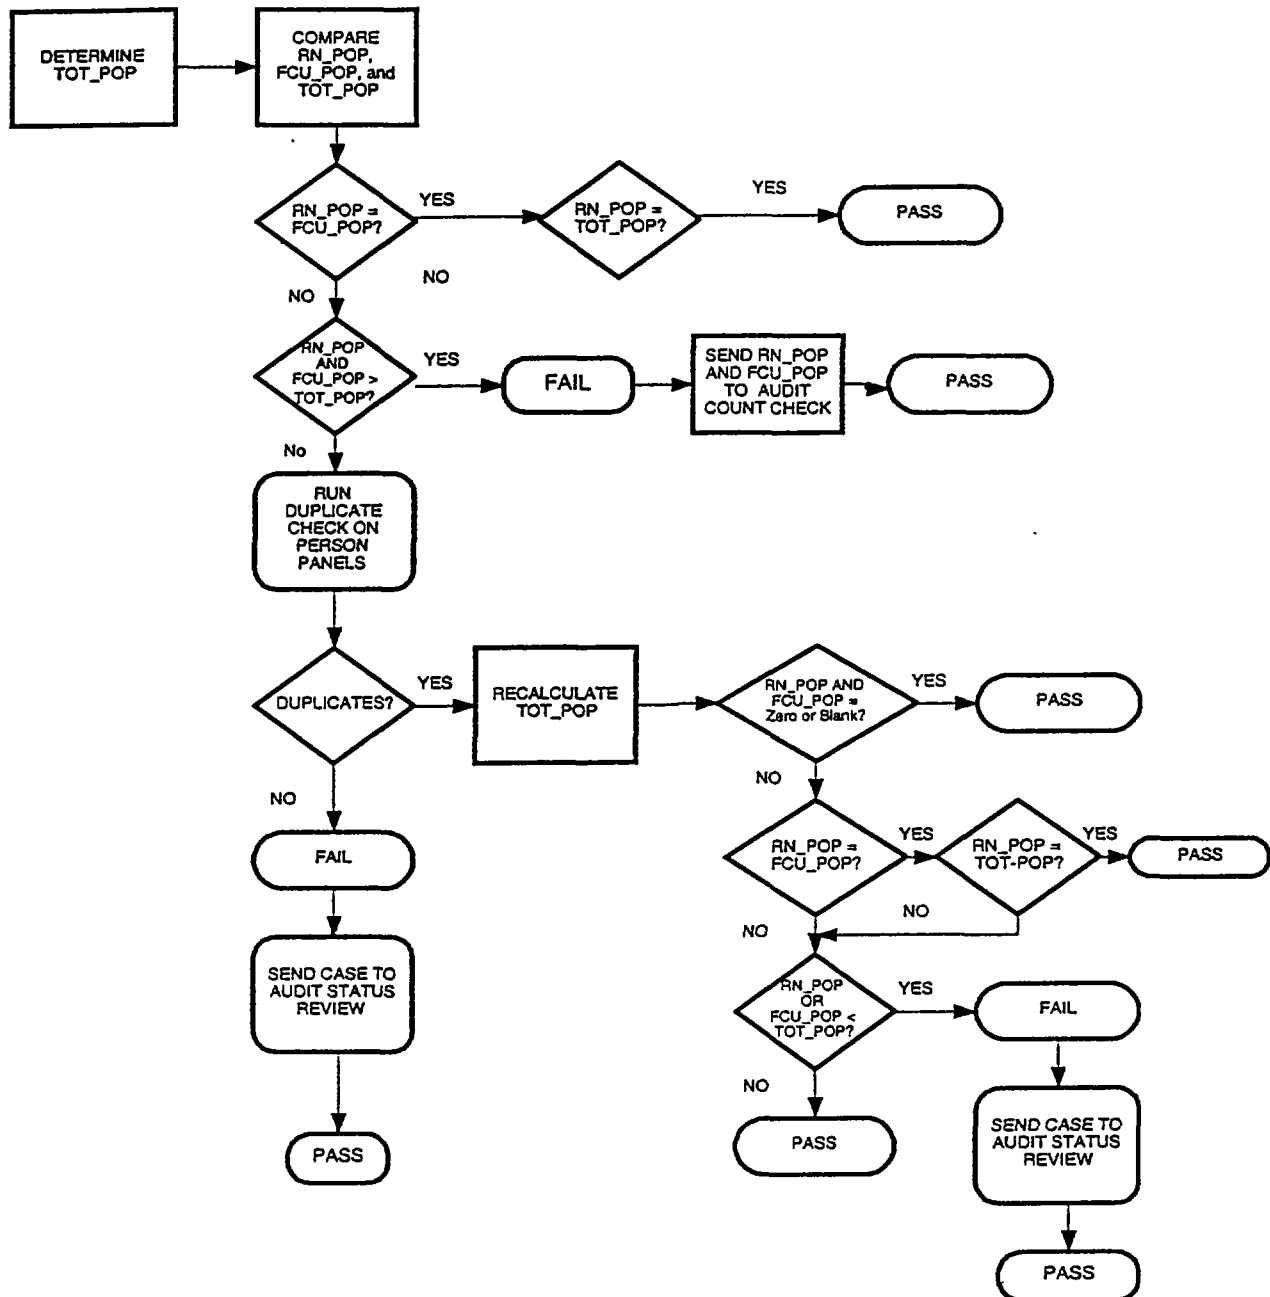 DETERMINE
TOT_POP
COMPARE
RN_POP,
FCU_POP, and
TOT_POP
RN_POP =
FCU_POP?
YES
RN_POP =
TOT_POP?
YES
PASS
NO
NO
RN_POP
AND
FCU_POP >
TOT_POP?
YES
FAIL
SEND RN_POP
AND FCU_POP
TO AUDIT
COUNT CHECK
PASS
No
RUN
DUPLICATE
CHECK ON
PERSON
PANELS
DUPLICATES?
YES
RECALCULATE
TOT_POP
RN_POP AND
FCU_POP =
Zero or Blank?
YES
PASS
NO
NO
FAIL
RN_POP =
FCU_POP?
YES
RN_POP =
TOT-POP?
YES
PASS
NO
NO
SEND CASE TO
AUDIT STATUS
REVIEW
RN_POP
OR
FCU_POP <
TOT_POP?
YES
FAIL
NO
PASS
PASS
SEND CASE TO
AUDIT STATUS
REVIEW
PASS